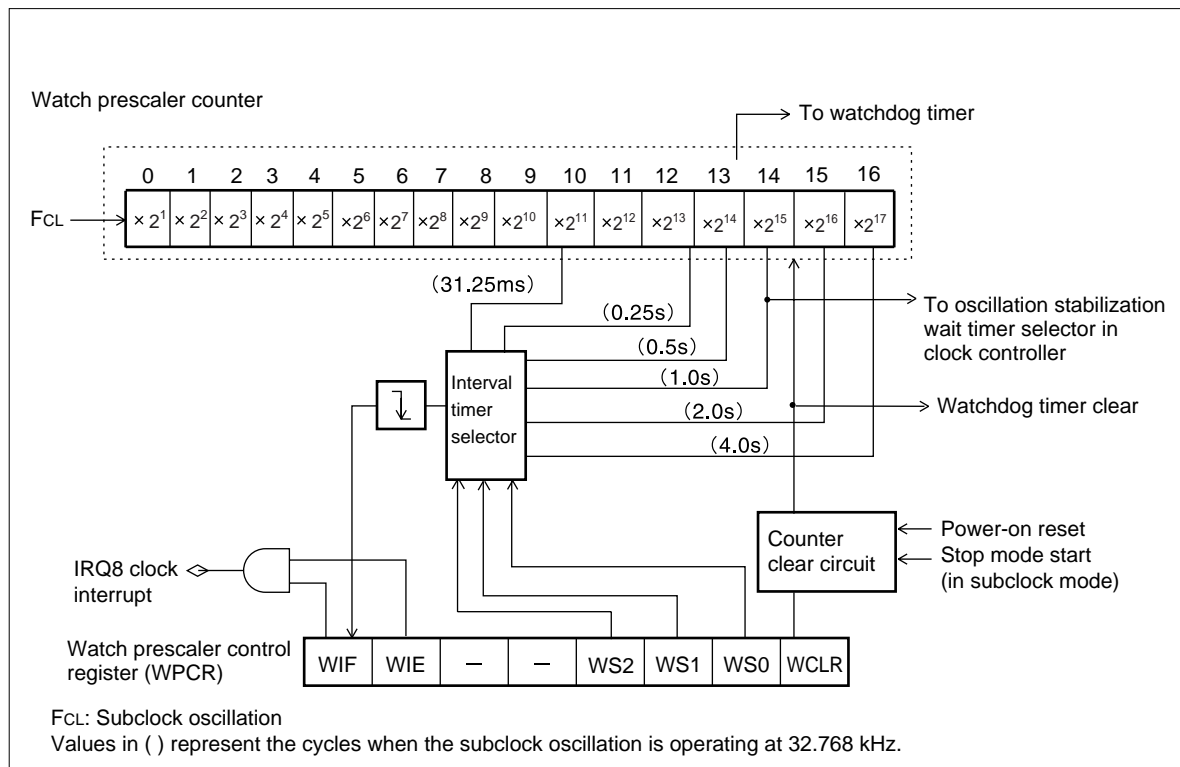 Watch prescaler counter
To watchdog timer
0 1 2 3 4 5 6 7 8 9 10 11 12 13 14 15 16
FCL
× 2¹ × 2² × 2³ × 2⁴ × 2⁵ ×2⁶ ×2⁷ ×2⁸ ×2⁹ ×2¹⁰ ×2¹¹ ×2¹² ×2¹³ ×2¹⁴ ×2¹⁵ ×2¹⁶ ×2¹⁷
(31.25ms)
(0.25s)
(0.5s)
(1.0s)
(2.0s)
(4.0s)
To oscillation stabilization
wait timer selector in
clock controller
Interval
timer
selector
Watchdog timer clear
Counter
clear circuit
Power-on reset
Stop mode start
(in subclock mode)
IRQ8 clock
interrupt
Watch prescaler control
register (WPCR)
WIF WIE — — WS2 WS1 WS0 WCLR
FCL: Subclock oscillation
Values in ( ) represent the cycles when the subclock oscillation is operating at 32.768 kHz.